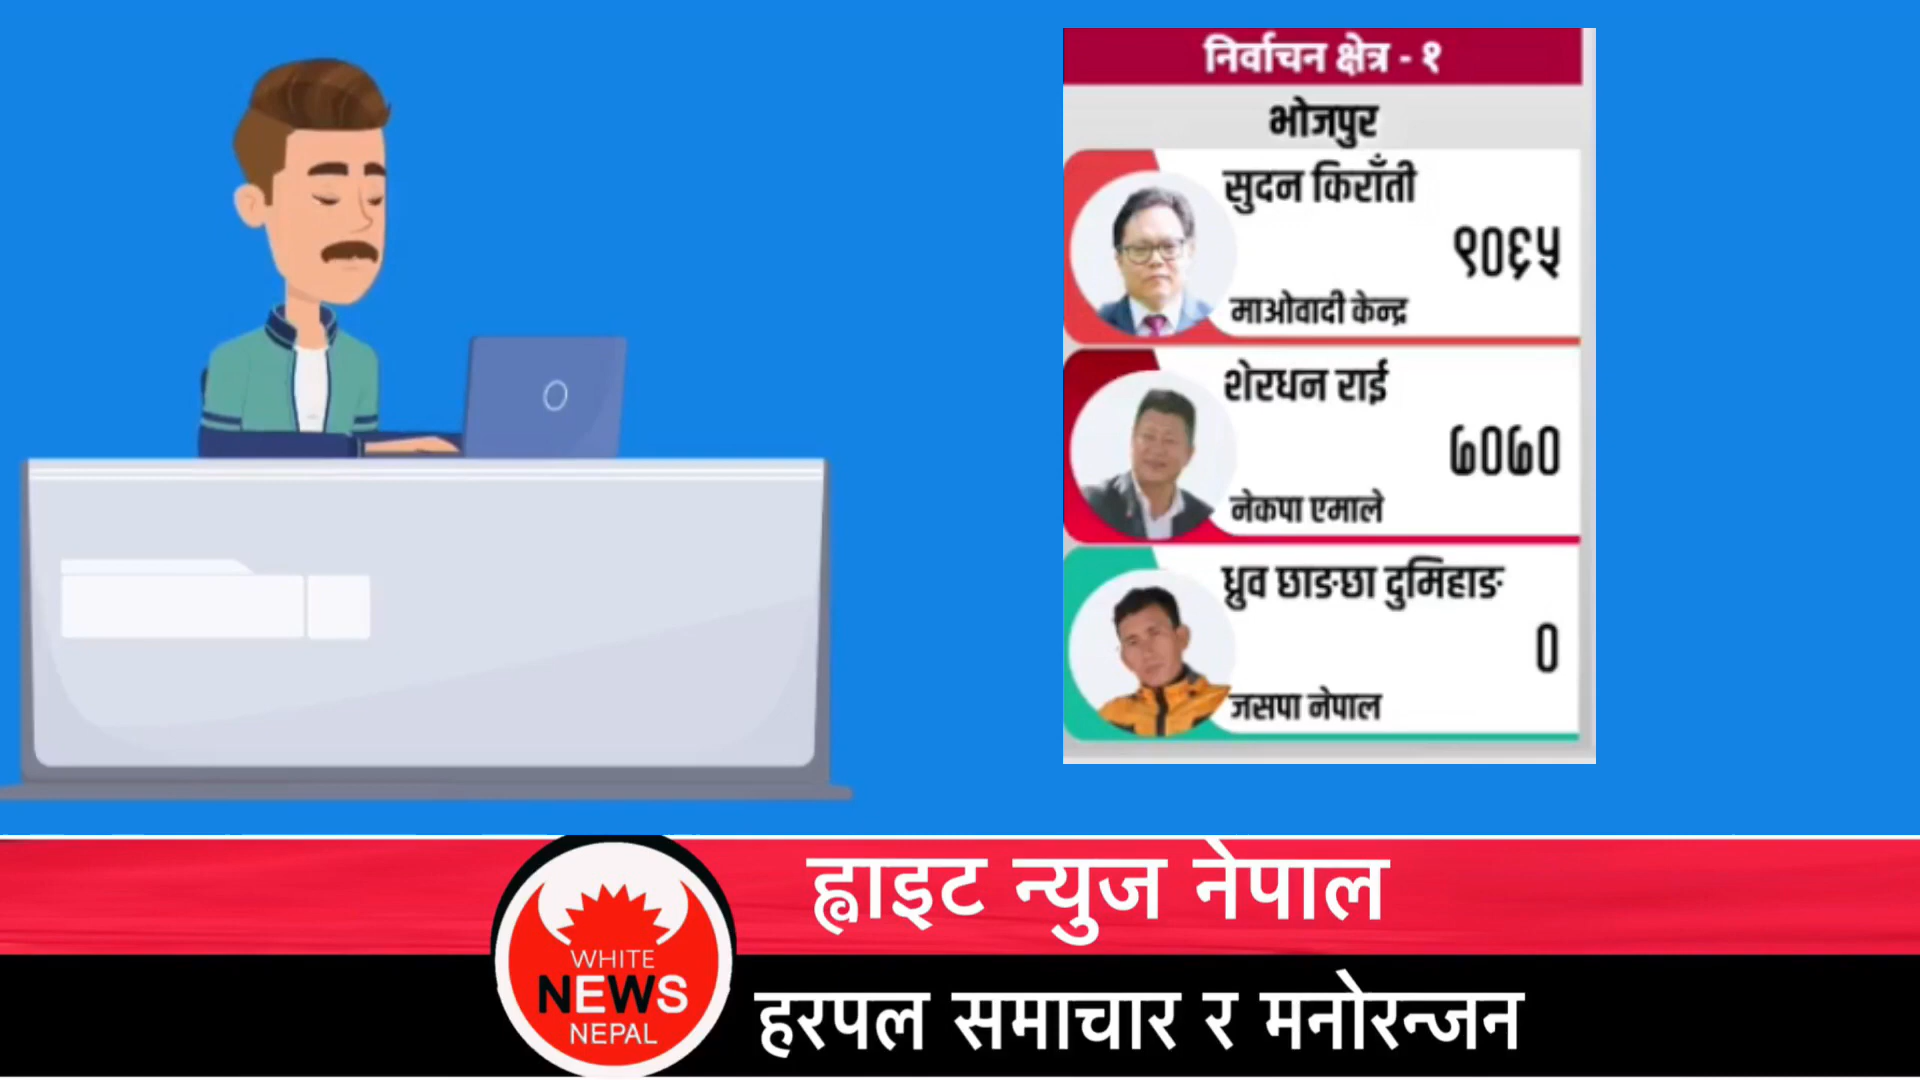 निर्वाचन क्षेत्र - १
भोजपुर
सुदन किराँती
९०६५
माओवादी केन्द्र
शेरधन राई
७०७०
नेकपा एमाले
ध्रुव छाङछा दुमिहाङ
0
जसपा नेपाल
ह्वाइट न्युज नेपाल
WHITE
NEWS
NEPAL
हरपल समाचार र मनोरन्जन